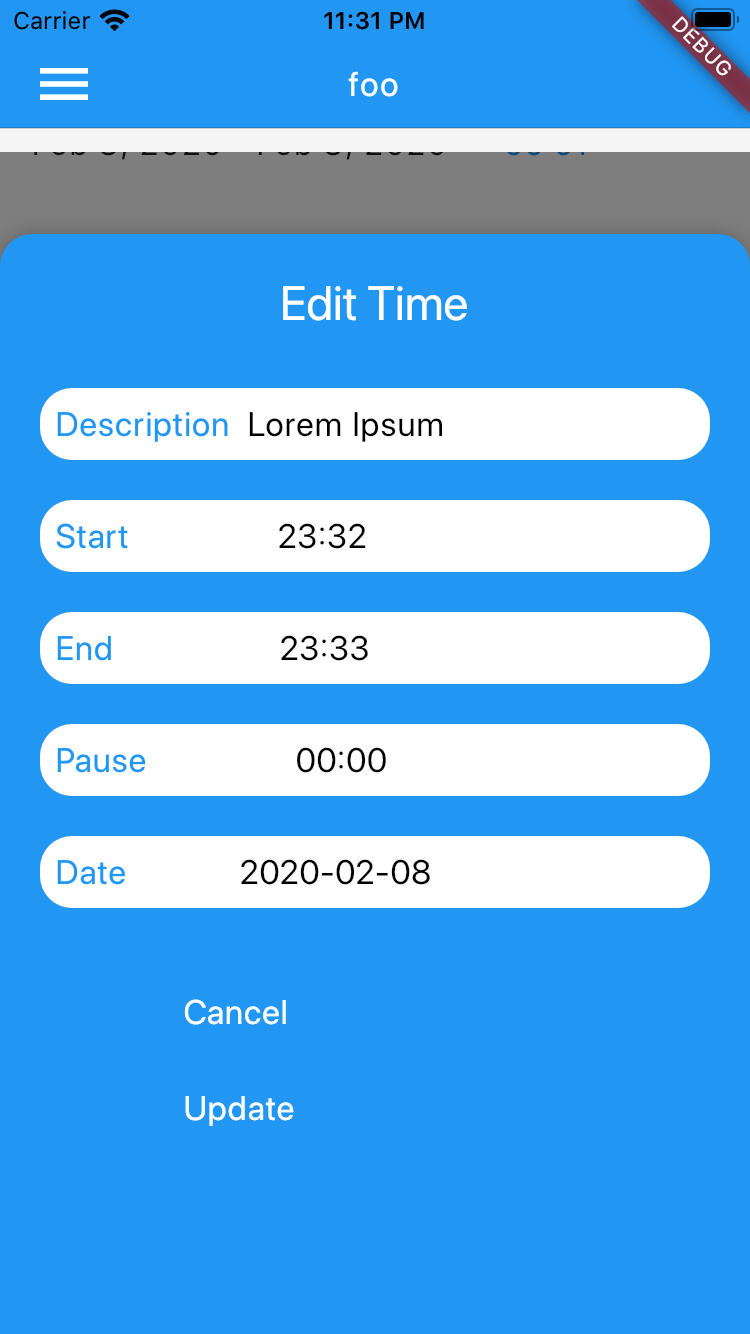 Carrier 11:31 PM
DEBUG
foo
Edit Time
Description Lorem Ipsum
Start 23:32
End 23:33
Pause 00:00
Date 2020-02-08
Cancel
Update